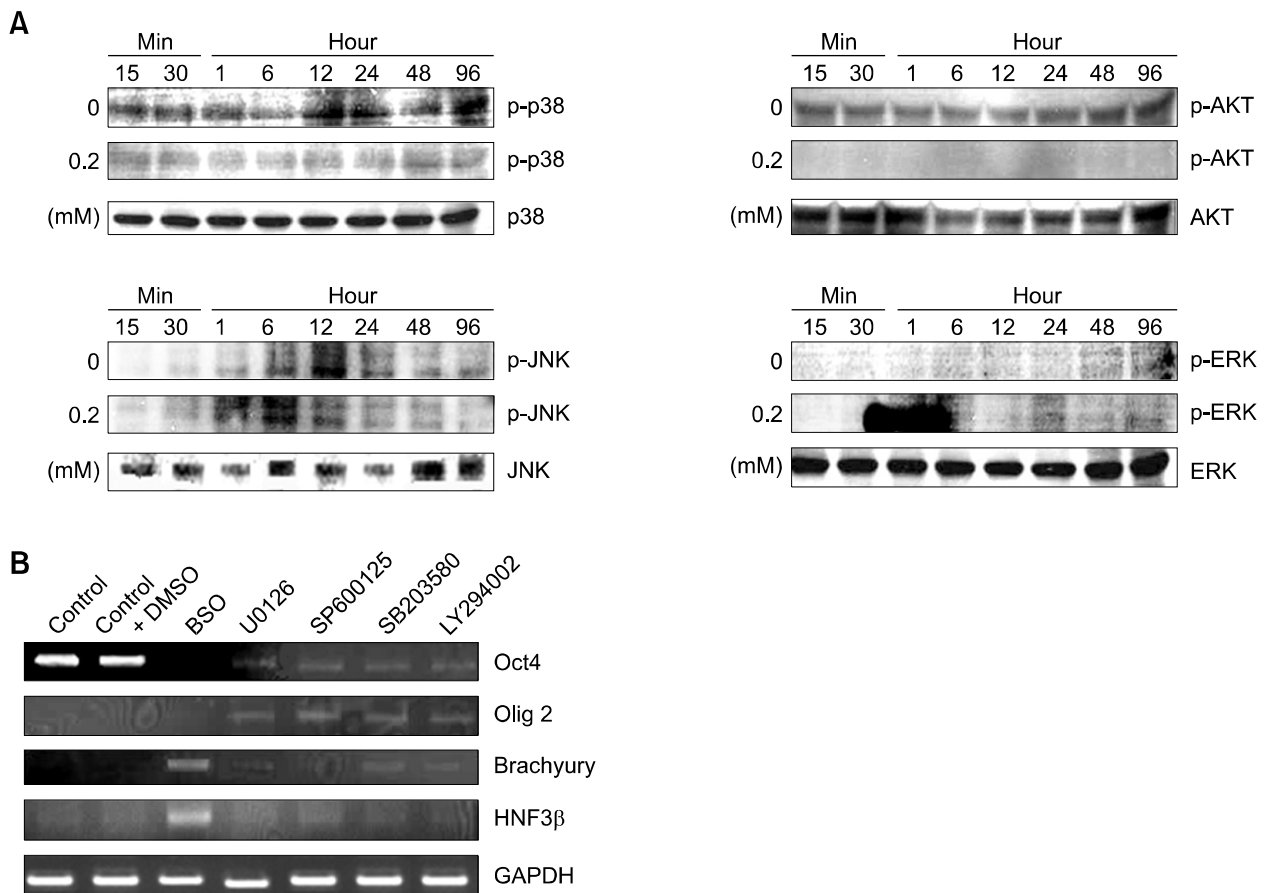 A
Min Hour
15 30 1 6 12 24 48 96
0 p-p38
0.2 p-p38
(mM) p38
Min Hour
15 30 1 6 12 24 48 96
0 p-AKT
0.2 p-AKT
(mM) AKT
Min Hour
15 30 1 6 12 24 48 96
0 p-JNK
0.2 p-JNK
(mM) JNK
Min Hour
15 30 1 6 12 24 48 96
0 p-ERK
0.2 p-ERK
(mM) ERK
B
Control
Control
+ DMSO
BSO
U0126
SP600125
SB203580
LY294002
Oct4
Olig 2
Brachyury
HNF3β
GAPDH